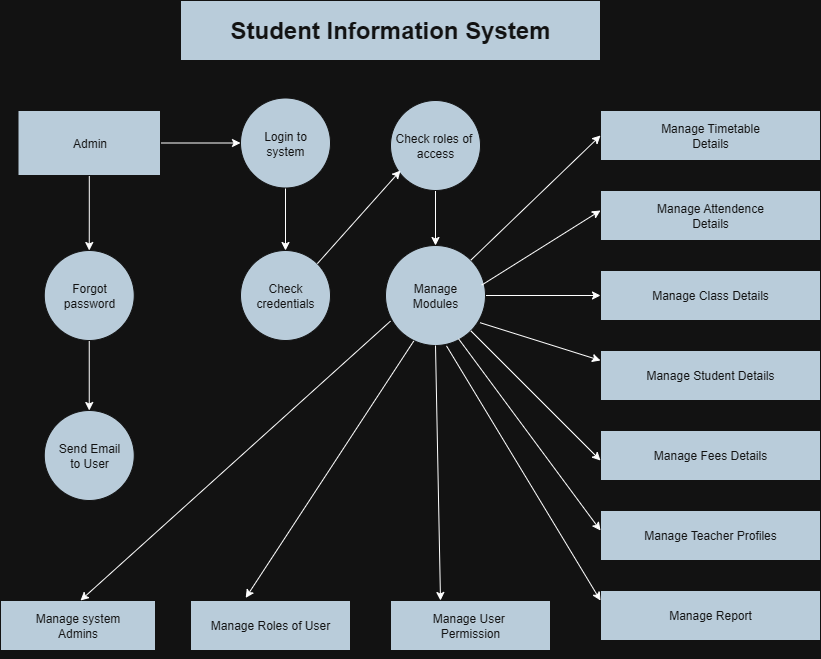 Student Information System
Admin
Login to
system
Check roles of
access
Manage Timetable
Details
Manage Attendence
Details
Forgot
password
Check
credentials
Manage
Modules
Manage Class Details
Manage Student Details
Send Email
to User
Manage Fees Details
Manage Teacher Profiles
Manage system
Admins
Manage Roles of User
Manage User
Permission
Manage Report